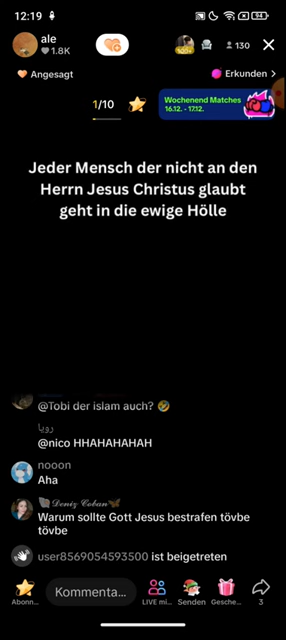 12:19
94
ale
1.8K
100+
130
Angesagt
Erkunden >
1/10
Wochenend Matches
16.12. - 17.12.
Jeder Mensch der nicht an den
Herrn Jesus Christus glaubt
geht in die ewige Hölle
@Tobi der islam auch? 🤣
رويا
@nico HHAHAHAHAH
nooon
Aha
𝓓𝓮𝓷𝓲𝔃 𝓒𝓸𝓫𝓪𝓷
Warum sollte Gott Jesus bestrafen tövbe
tövbe
user8569054593500 ist beigetreten
Kommenta...
3
Abonn...
LIVE mi...
Senden
Gesche...